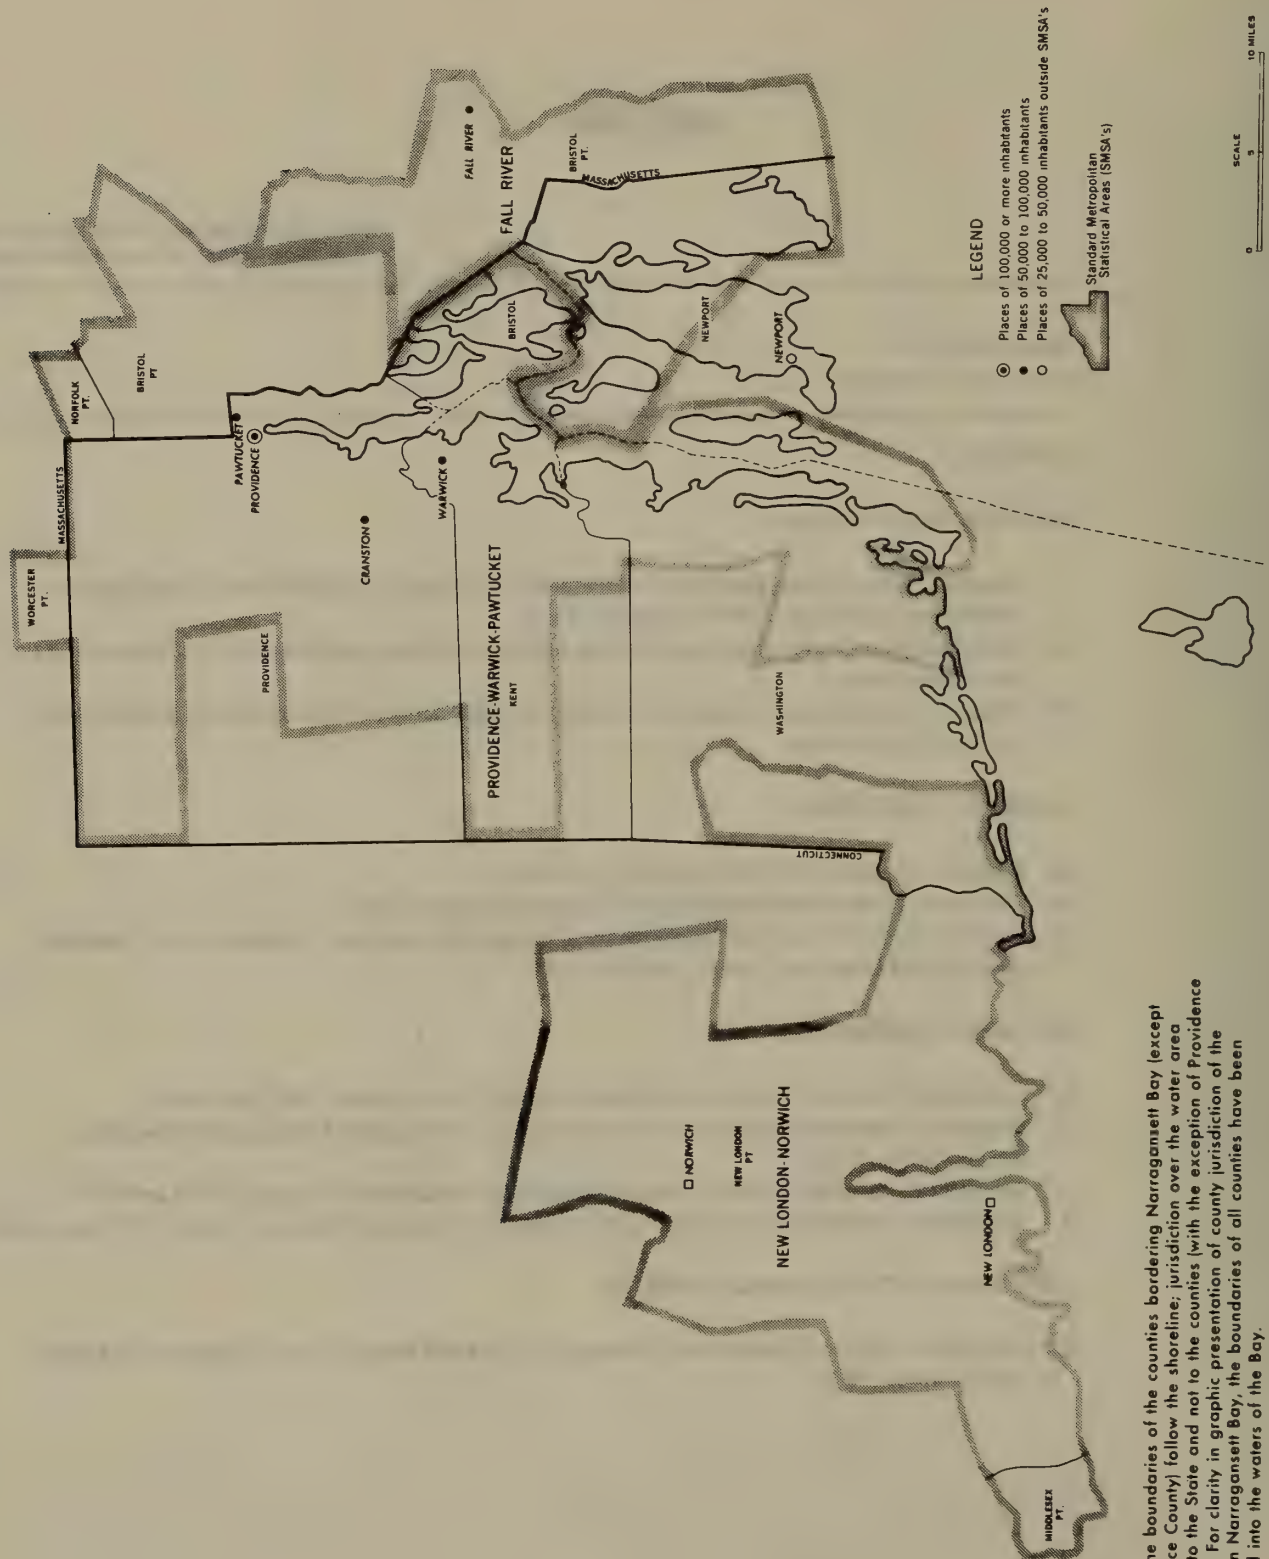 WORCESTER
PT.
MASSACHUSETTS
NORFOLK
PT.
BRISTOL
PT
PAWTUCKET
PROVIDENCE
CRANSTON
WARWICK
PROVIDENCE
PROVIDENCE-WARWICK-PAWTUCKET
KENT
FALL RIVER
FALL RIVER
BRISTOL
PT.
MASSACHUSETTS
BRISTOL
NEWPORT
NEWPORT
WASHINGTON
CONNECTICUT
NORWICH
NEW LONDON
PT
NEW LONDON-NORWICH
NEW LONDON
MIDDLESEX
PT.
LEGEND
Places of 100,000 or more inhabitants
Places of 50,000 to 100,000 inhabitants
Places of 25,000 to 50,000 inhabitants outside SMSA's
Standard Metropolitan
Statistical Areas (SMSA's)
SCALE
0 5 10 MILES
boundaries of the counties bordering Narragansett Bay (except
County) follow the shoreline; jurisdiction over the water area
to the State and not to the counties (with the exception of Providence
For clarity in graphic presentation of county jurisdiction of the
Narragansett Bay, the boundaries of all counties have been
into the waters of the Bay.